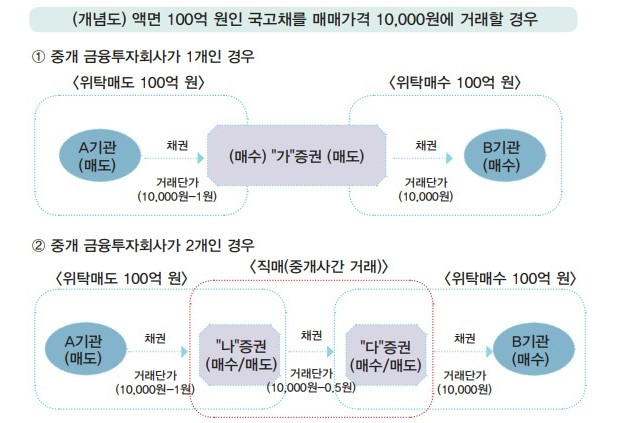 (개념도) 액면 100억 원인 국고채를 매매가격 10,000원에 거래할 경우
① 중개 금융투자회사가 1개인 경우
〈위탁매도 100억 원〉
〈위탁매수 100억 원〉
A기관
(매도)
채권
거래단가
(10,000원-1원)
(매수) "가"증권 (매도)
채권
거래단가
(10,000원)
B기관
(매수)
② 중개 금융투자회사가 2개인 경우
〈위탁매도 100억 원〉
〈직매(중개사간 거래)〉
〈위탁매수 100억 원〉
A기관
(매도)
채권
거래단가
(10,000원-1원)
"나"증권
(매수/매도)
채권
거래단가
(10,000원-0.5원)
"다"증권
(매수/매도)
채권
거래단가
(10,000원)
B기관
(매수)